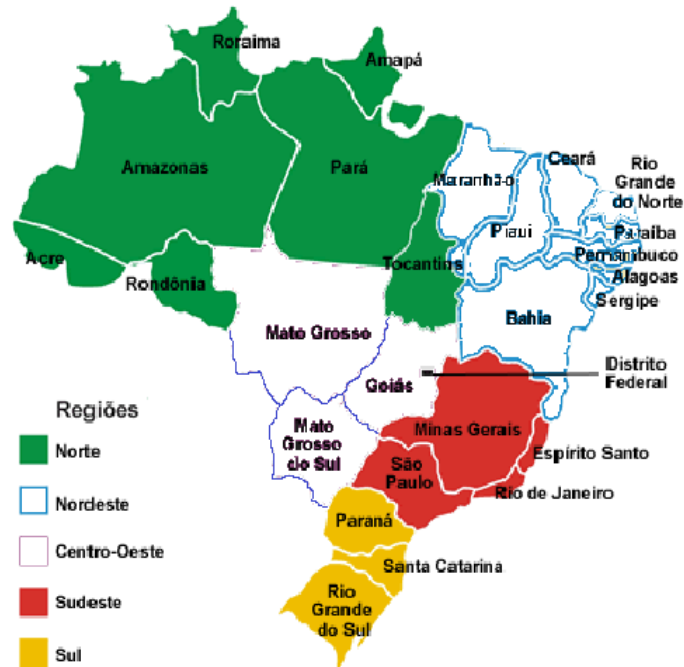 Roraima
Amapá
Amazonas
Pará
Maranhão
Ceará
Rio
Grande
do Norte
Piaui
Paraiba
Pernambuco
Alagoas
Sergipe
Acre
Rondônia
Tocantins
Bahia
Mato Grosso
Distrito
Federal
Goiás
Minas Gerais
Mato
Grosso
do Sul
São
Paulo
Espírito Santo
Rio de Janeiro
Paraná
Santa Catarina
Rio
Grande
do Sul
Regiões
Norte
Nordeste
Centro-Oeste
Sudeste
Sul